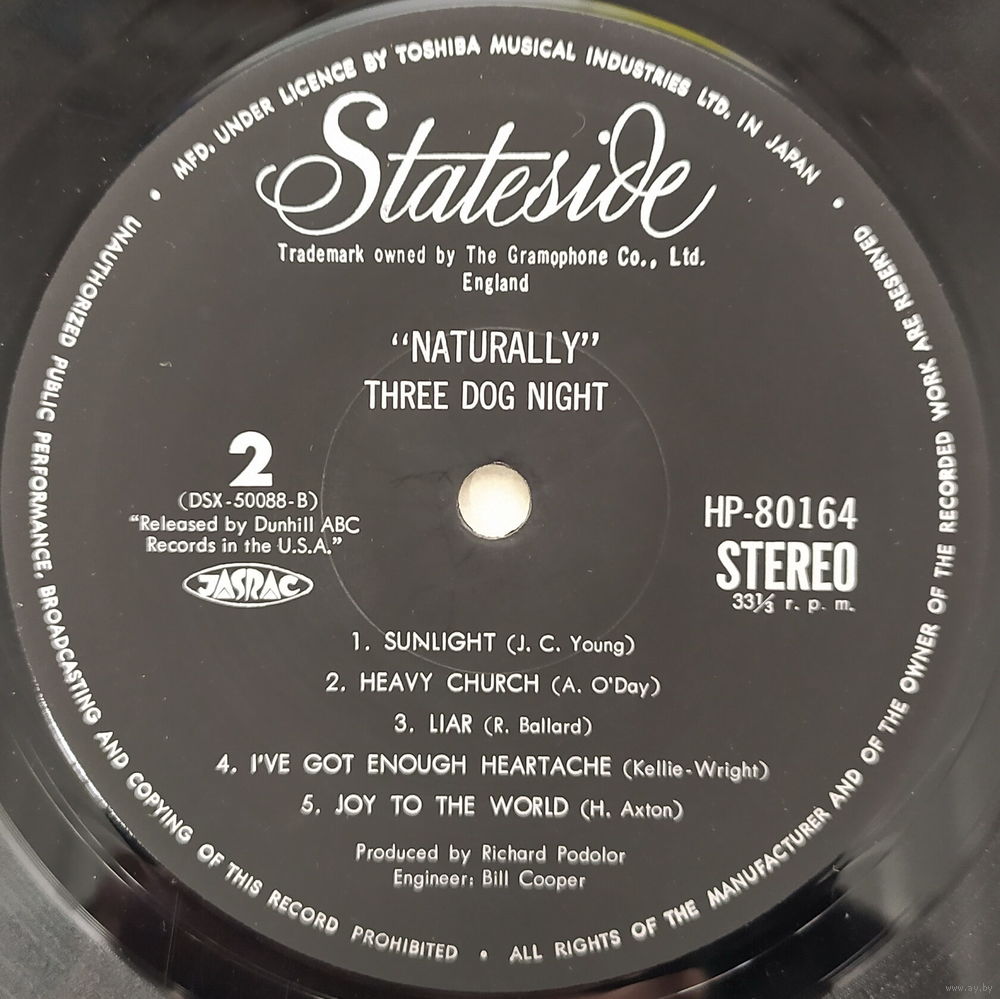 MFD. UNDER LICENCE BY TOSHIBA MUSICAL INDUSTRIES LTD. IN JAPAN
Stateside
Trademark owned by The Gramophone Co., Ltd.
England
“NATURALLY”
THREE DOG NIGHT
2
(DSX-50088-B)
“Released by Dunhill ABC
Records in the U.S.A.”
JASRAC
HP-80164
STEREO
33⅓ r. p. m.
1. SUNLIGHT (J. C. Young)
2. HEAVY CHURCH (A. O'Day)
3. LIAR (R. Ballard)
4. I'VE GOT ENOUGH HEARTACHE (Kellie-Wright)
5. JOY TO THE WORLD (H. Axton)
Produced by Richard Podolor
Engineer: Bill Cooper
UNAUTHORIZED PUBLIC PERFORMANCE, BROADCASTING AND COPYING OF THIS RECORD PROHIBITED • ALL RIGHTS OF THE MANUFACTURER AND OF THE OWNER OF THE RECORDED WORK ARE RESERVED
www.ay.by